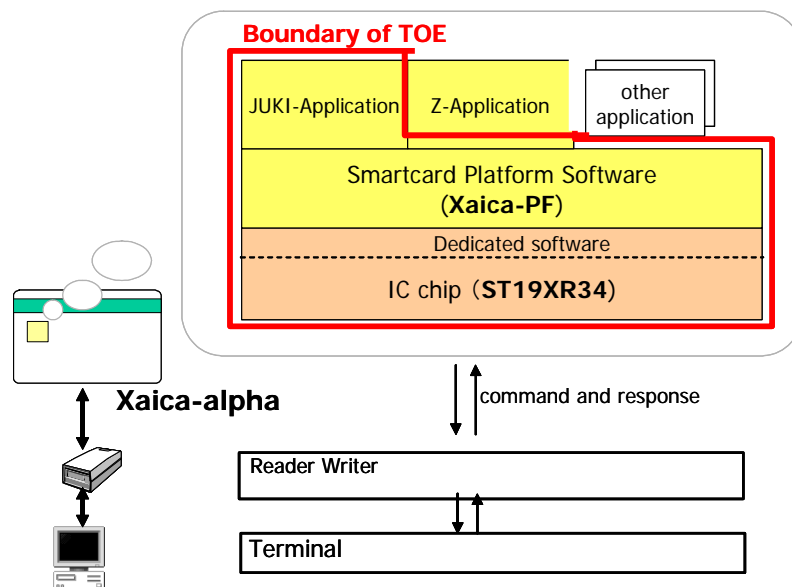 Boundary of TOE
JUKI-Application
Z-Application
other
application
Smartcard Platform Software
(Xaica-PF)
Dedicated software
IC chip (ST19XR34)
Xaica-alpha
command and response
Reader Writer
Terminal